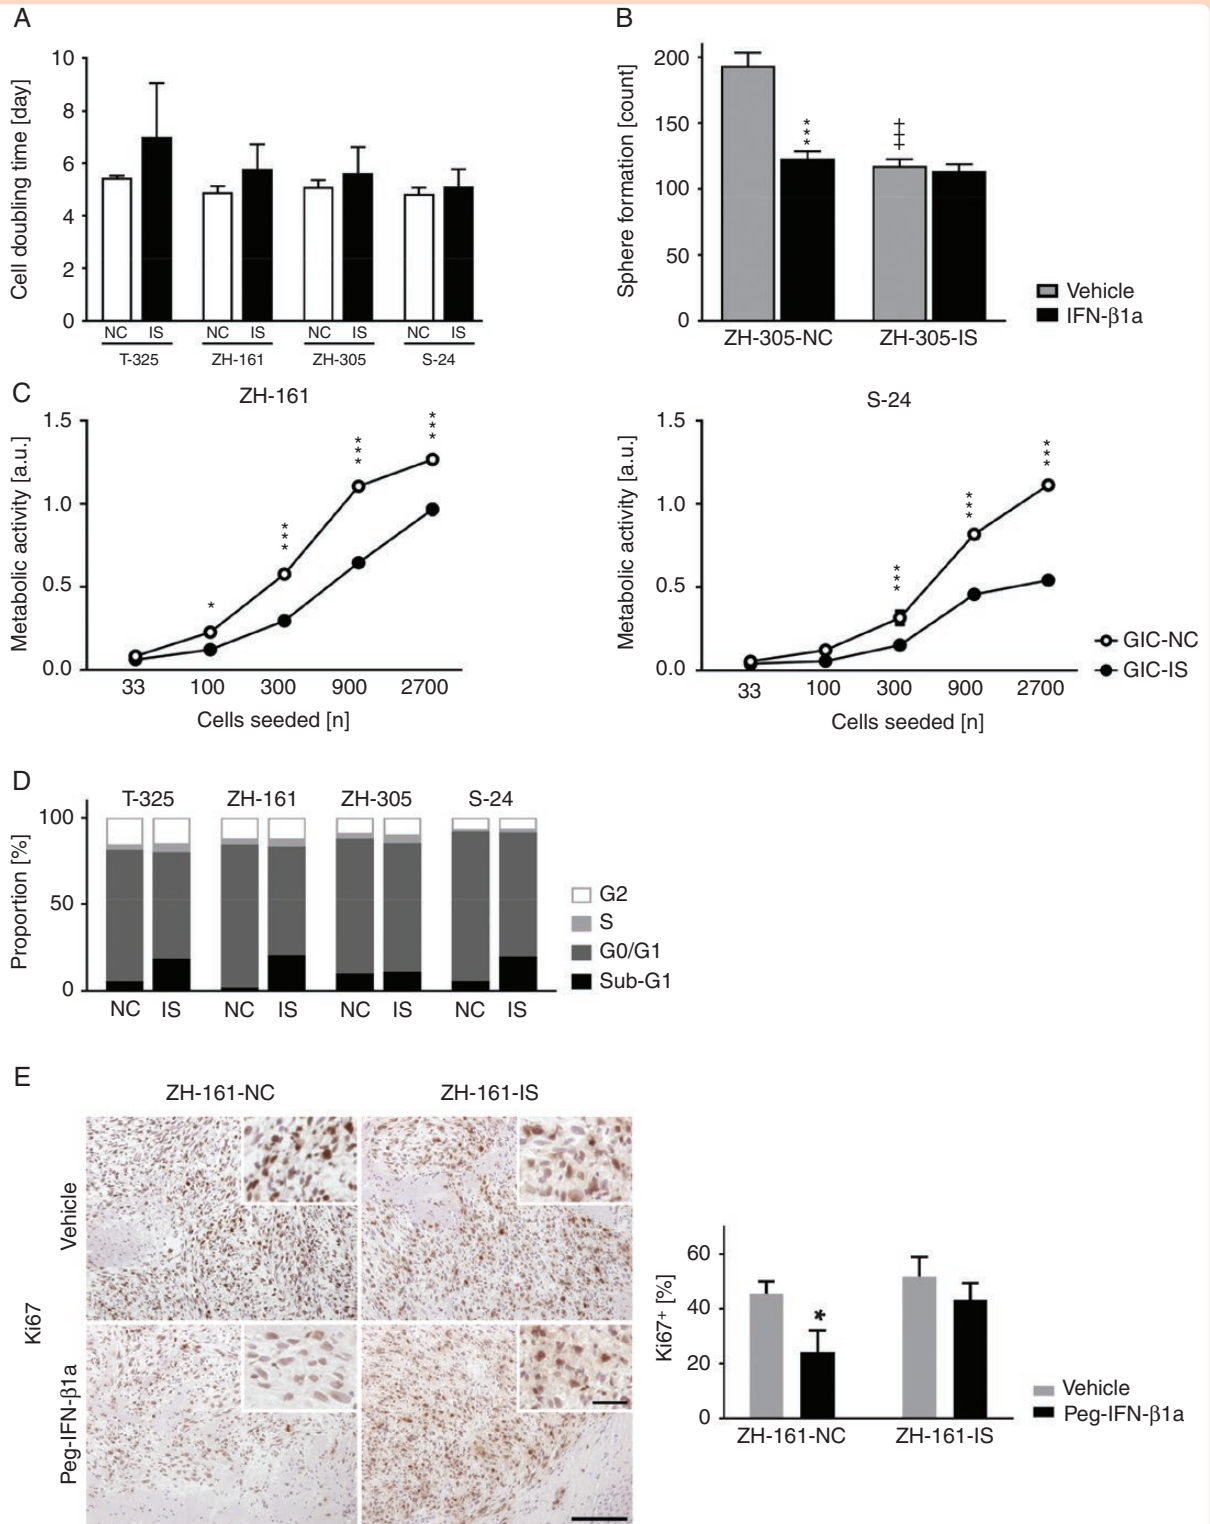 A
Cell doubling time [day]
10
8
6
4
2
0
NC IS NC IS NC IS NC IS
T-325 ZH-161 ZH-305 S-24
B
Sphere formation [count]
200
150
100
50
0
***
‡‡
ZH-305-NC ZH-305-IS
Vehicle
IFN-β1a
C
ZH-161
Metabolic activity [a.u.]
1.5
1.0
0.5
0.0
*
***
***
***
33 100 300 900 2700
Cells seeded [n]
S-24
Metabolic activity [a.u.]
1.5
1.0
0.5
0.0
***
***
***
33 100 300 900 2700
Cells seeded [n]
GIC-NC
GIC-IS
D
T-325 ZH-161 ZH-305 S-24
Proportion [%]
100
50
0
NC IS NC IS NC IS NC IS
G2
S
G0/G1
Sub-G1
E
ZH-161-NC ZH-161-IS
Ki67
Vehicle
Peg-IFN-β1a
Ki67+ [%]
60
40
20
0
*
ZH-161-NC ZH-161-IS
Vehicle
Peg-IFN-β1a